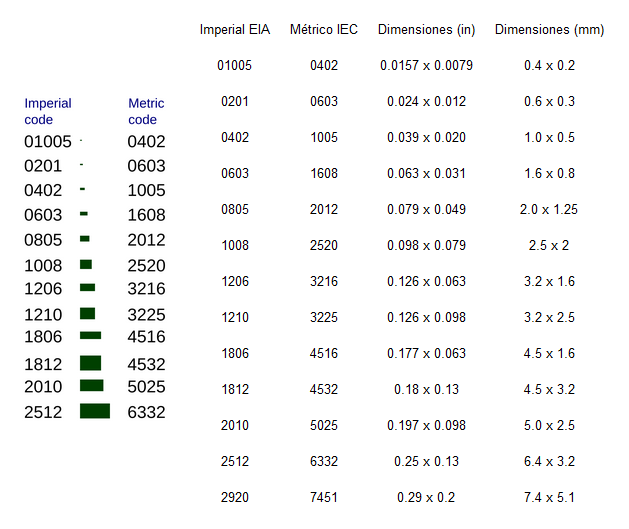 Imperial code Metric code
01005 0402
0201 0603
0402 1005
0603 1608
0805 2012
1008 2520
1206 3216
1210 3225
1806 4516
1812 4532
2010 5025
2512 6332
Imperial EIA Métrico IEC Dimensiones (in) Dimensiones (mm)
01005 0402 0.0157 x 0.0079 0.4 x 0.2
0201 0603 0.024 x 0.012 0.6 x 0.3
0402 1005 0.039 x 0.020 1.0 x 0.5
0603 1608 0.063 x 0.031 1.6 x 0.8
0805 2012 0.079 x 0.049 2.0 x 1.25
1008 2520 0.098 x 0.079 2.5 x 2
1206 3216 0.126 x 0.063 3.2 x 1.6
1210 3225 0.126 x 0.098 3.2 x 2.5
1806 4516 0.177 x 0.063 4.5 x 1.6
1812 4532 0.18 x 0.13 4.5 x 3.2
2010 5025 0.197 x 0.098 5.0 x 2.5
2512 6332 0.25 x 0.13 6.4 x 3.2
2920 7451 0.29 x 0.2 7.4 x 5.1